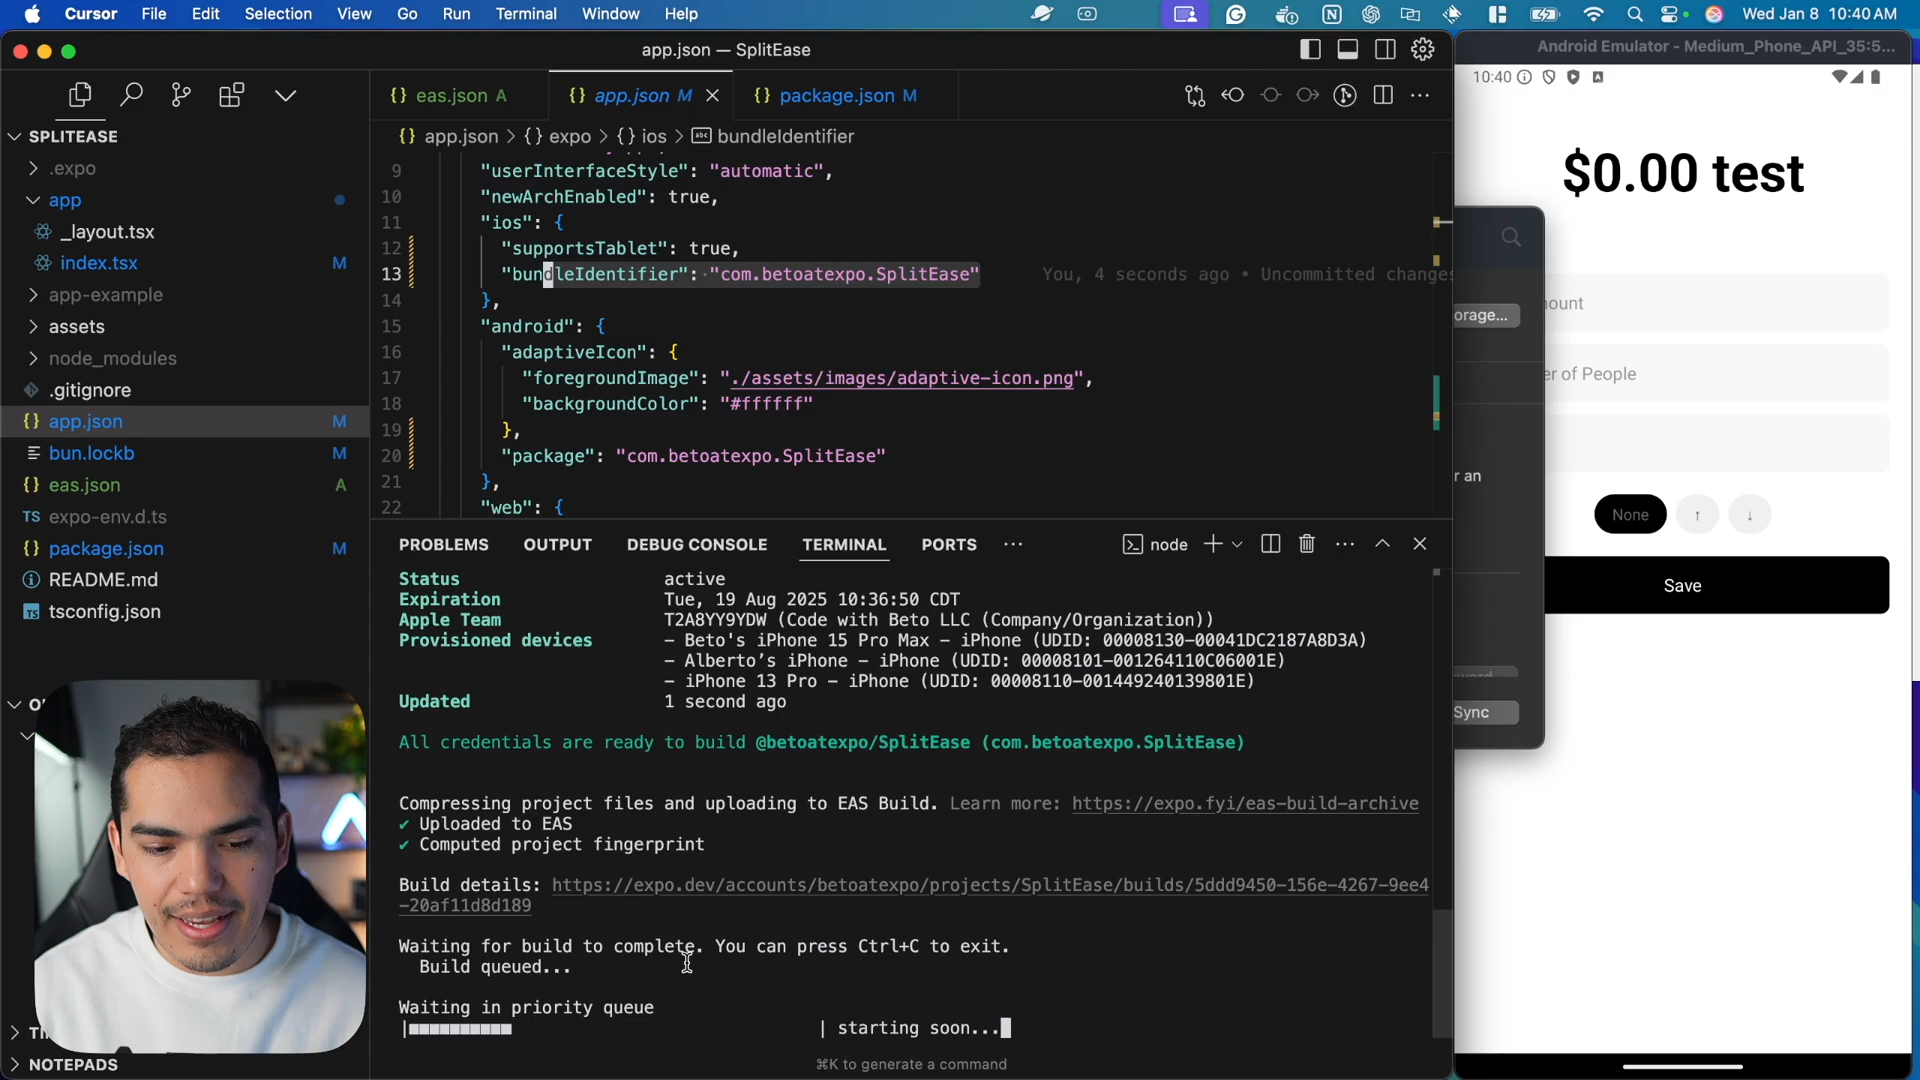 Cursor File Edit Selection View Go Run Terminal Window Help
Wed Jan 8 10:40 AM
app.json — SplitEase
Android Emulator - Medium_Phone_API_35:5...
{} eas.json A
{} app.json M
{} package.json M
{} app.json > {} expo > {} ios > abc bundleIdentifier
SPLITEASE
.expo
app
_layout.tsx
index.tsx M
app-example
assets
node_modules
.gitignore
{} app.json M
bun.lockb M
{} eas.json A
TS expo-env.d.ts
{} package.json M
README.md
TS tsconfig.json
NOTEPADS
9 "userInterfaceStyle": "automatic",
10 "newArchEnabled": true,
11 "ios": {
12 "supportsTablet": true,
13 "bundleIdentifier": "com.betoatexpo.SplitEase" You, 4 seconds ago • Uncommitted changes
14 },
15 "android": {
16 "adaptiveIcon": {
17 "foregroundImage": "./assets/images/adaptive-icon.png",
18 "backgroundColor": "#ffffff"
19 },
20 "package": "com.betoatexpo.SplitEase"
21 },
22 "web": {
PROBLEMS OUTPUT DEBUG CONSOLE TERMINAL PORTS ... node
Status active
Expiration Tue, 19 Aug 2025 10:36:50 CDT
Apple Team T2A8YY9YDW (Code with Beto LLC (Company/Organization))
Provisioned devices - Beto's iPhone 15 Pro Max - iPhone (UDID: 00008130-00041DC2187A8D3A)
- Alberto’s iPhone - iPhone (UDID: 00008101-001264110C06001E)
- iPhone 13 Pro - iPhone (UDID: 00008110-001449240139801E)
Updated 1 second ago
All credentials are ready to build @betoatexpo/SplitEase (com.betoatexpo.SplitEase)
Compressing project files and uploading to EAS Build. Learn more: https://expo.fyi/eas-build-archive
✔ Uploaded to EAS
✔ Computed project fingerprint
Build details: https://expo.dev/accounts/betoatexpo/projects/SplitEase/builds/5ddd9450-156e-4267-9ee4
-20af11d8d189
Waiting for build to complete. You can press Ctrl+C to exit.
Build queued...
Waiting in priority queue
|■■■■■■■■■■ | starting soon...
⌘K to generate a command
10:40
$0.00 test
ount
orage...
er of People
r an
None ↑ ↓
Save
Sync